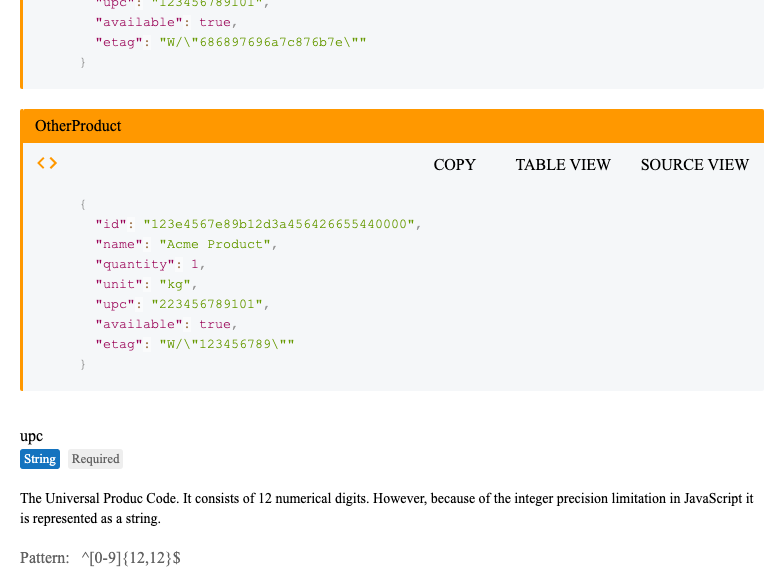 "upc": "123456789101",
"available": true,
"etag": "W/\"686897696a7c876b7e\""
}
OtherProduct
<> COPY TABLE VIEW SOURCE VIEW
{
"id": "123e4567e89b12d3a456426655440000",
"name": "Acme Product",
"quantity": 1,
"unit": "kg",
"upc": "223456789101",
"available": true,
"etag": "W/\"123456789\""
}
upc
String Required
The Universal Produc Code. It consists of 12 numerical digits. However, because of the integer precision limitation in JavaScript it
is represented as a string.
Pattern: ^[0-9]{12,12}$